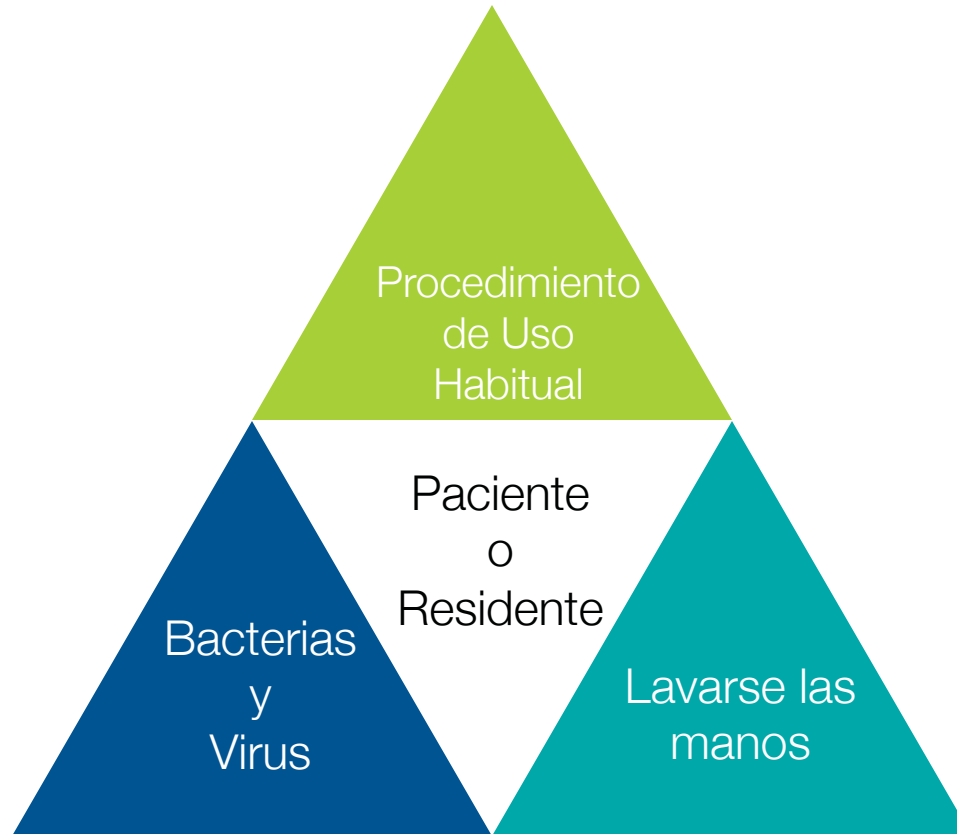 Procedimiento
de Uso
Habitual
Paciente
o
Residente
Bacterias
y
Virus
Lavarse las
manos